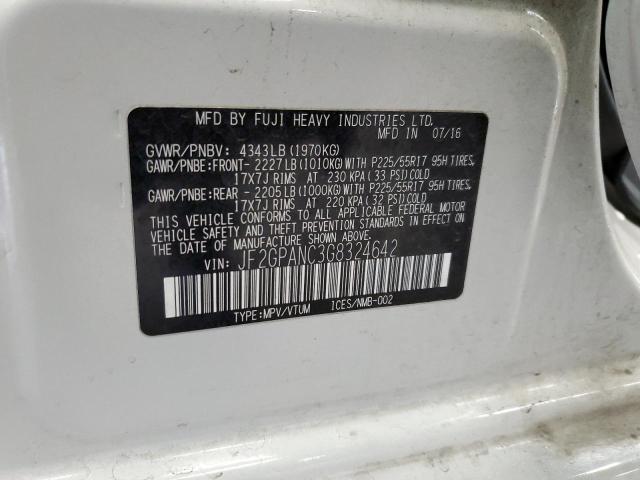 MFD BY FUJI HEAVY INDUSTRIES LTD.
MFD IN 07/16
GVWR/PNBV: 4343LB(1970KG)
GAWR/PNBE:FRONT- 2227LB(1010KG)WITH P225/55R17 95H TIRES,
17X7J RIMS AT 230 KPA(33 PSI)COLD
GAWR/PNBE:REAR - 2205LB(1000KG)WITH P225/55R17 95H TIRES,
17X7J RIMS AT 220 KPA(32 PSI)COLD
THIS VEHICLE CONFORMS TO ALL APPLICABLE FEDERAL MOTOR
VEHICLE SAFETY AND THEFT PREVENTION STANDARDS IN EFFECT ON
THE DATE OF MANUFACTURE SHOWN ABOVE.
VIN: JF2GPANC3G8324642
TYPE:MPV/VTUM ICES/NMB-002